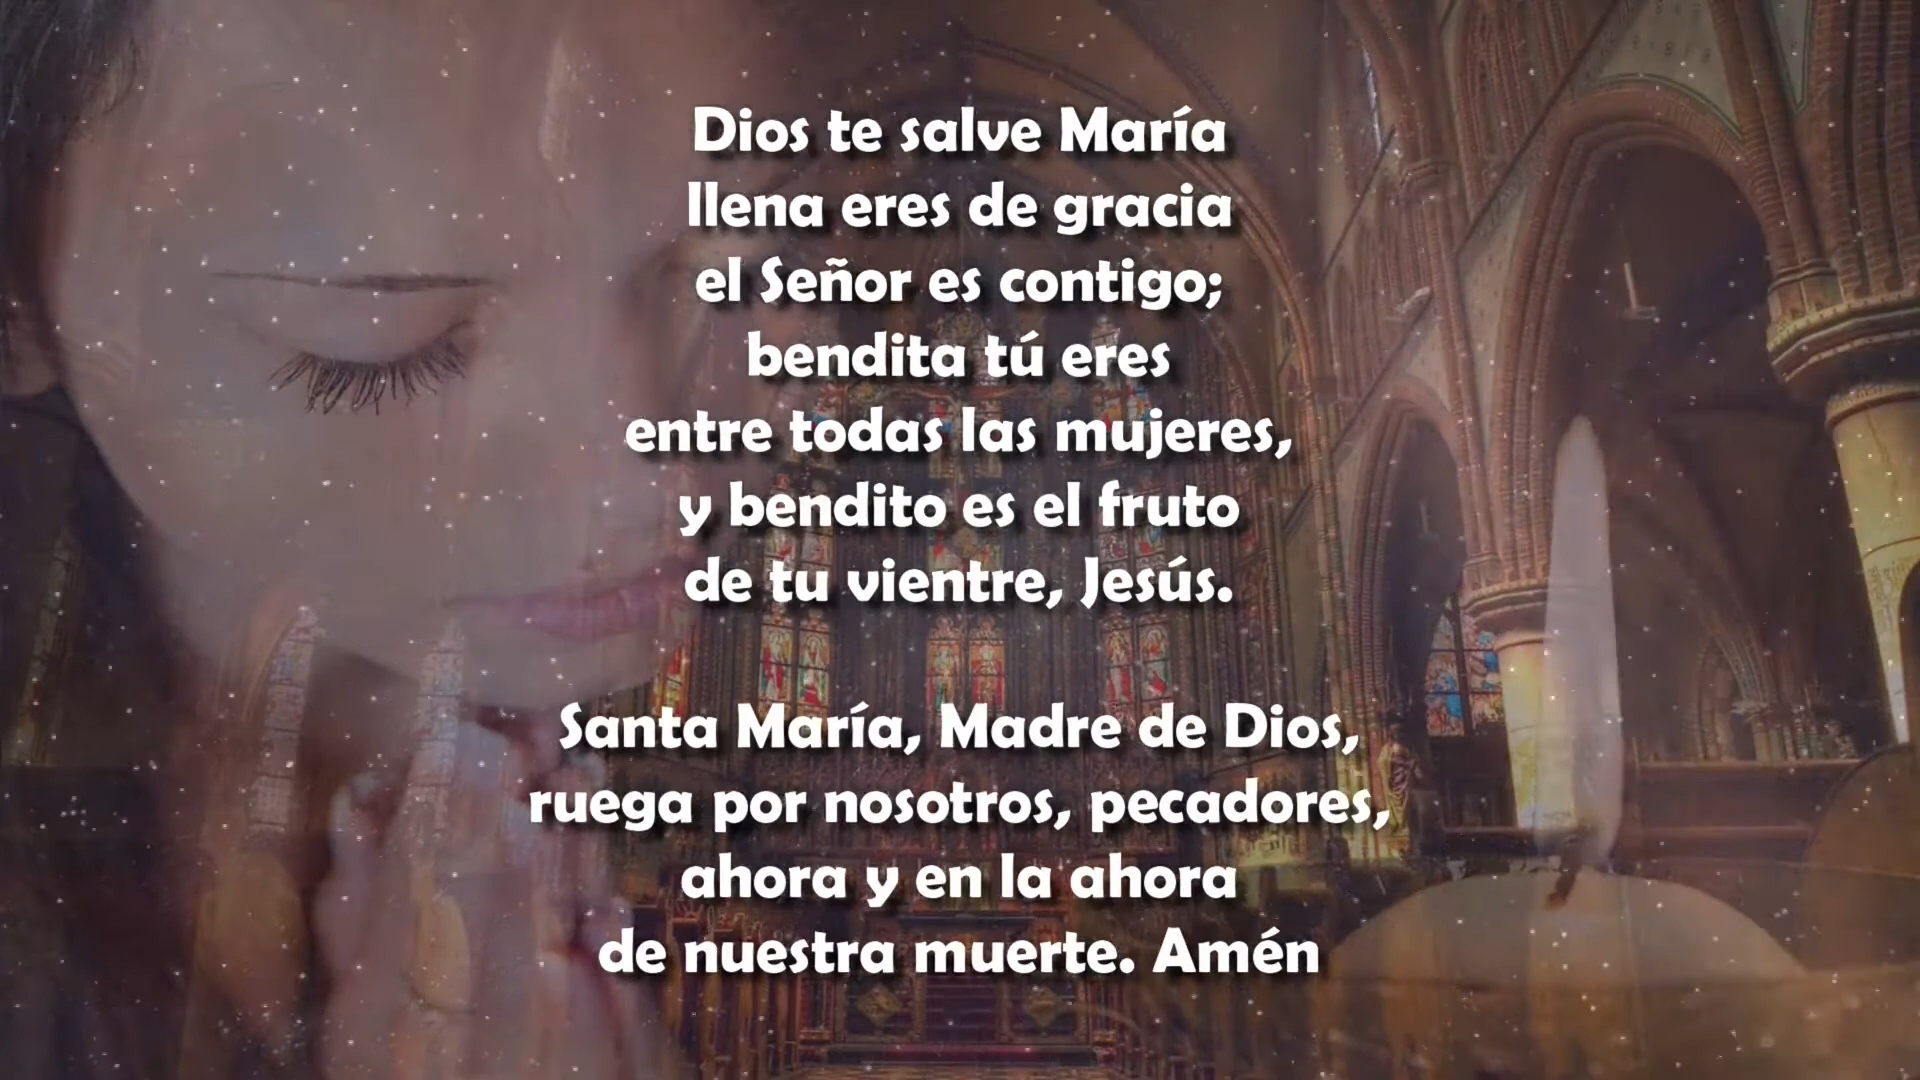 Dios te salve María
llena eres de gracia
el Señor es contigo;
bendita tú eres
entre todas las mujeres,
y bendito es el fruto
de tu vientre, Jesús.
Santa María, Madre de Dios,
ruega por nosotros, pecadores,
ahora y en la ahora
de nuestra muerte. Amén